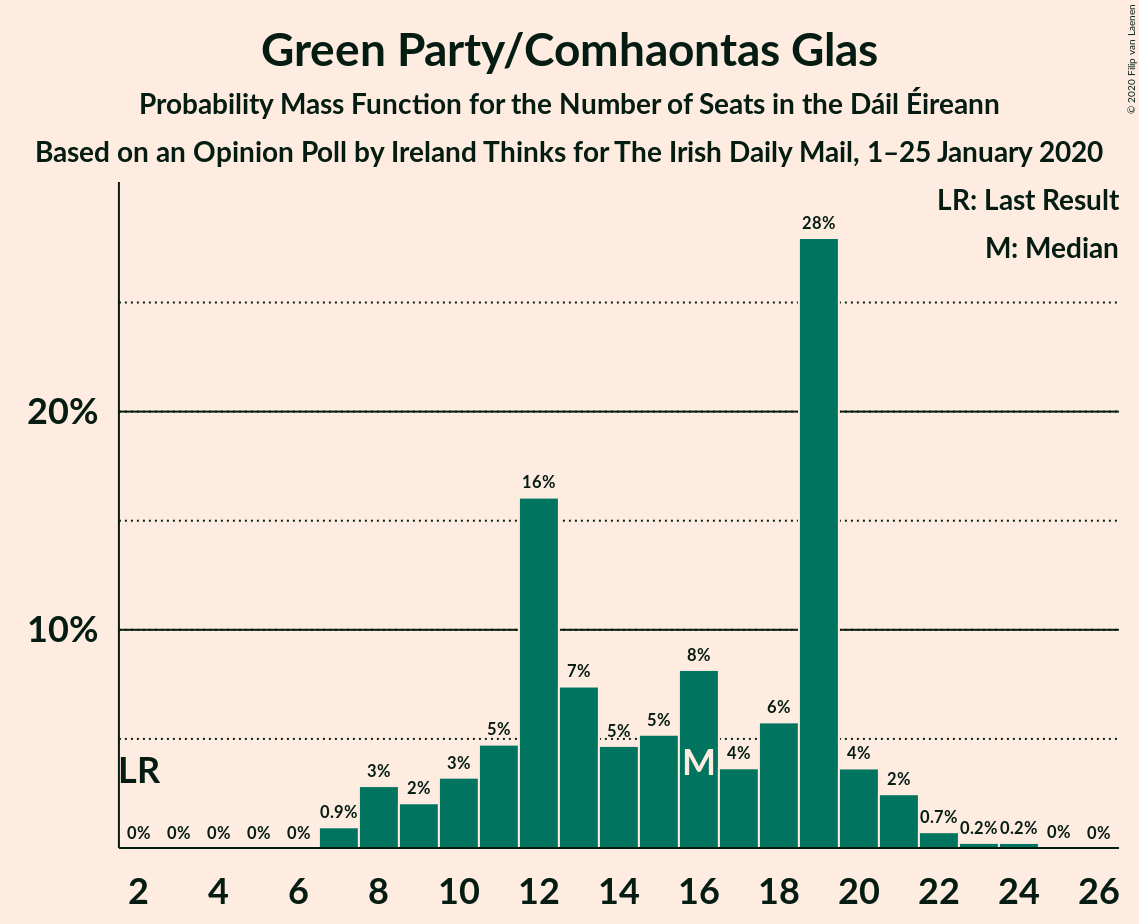 Green Party/Comhaontas Glas
Probability Mass Function for the Number of Seats in the Dáil Éireann
Based on an Opinion Poll by Ireland Thinks for The Irish Daily Mail, 1–25 January 2020
© 2020 Filip van Laenen
LR: Last Result
M: Median
20%
10%
LR
M
0% 0% 0% 0% 0% 0.9% 3% 2% 3% 5% 16% 7% 5% 5% 8% 4% 6% 28% 4% 2% 0.7% 0.2% 0.2% 0% 0%
2 4 6 8 10 12 14 16 18 20 22 24 26